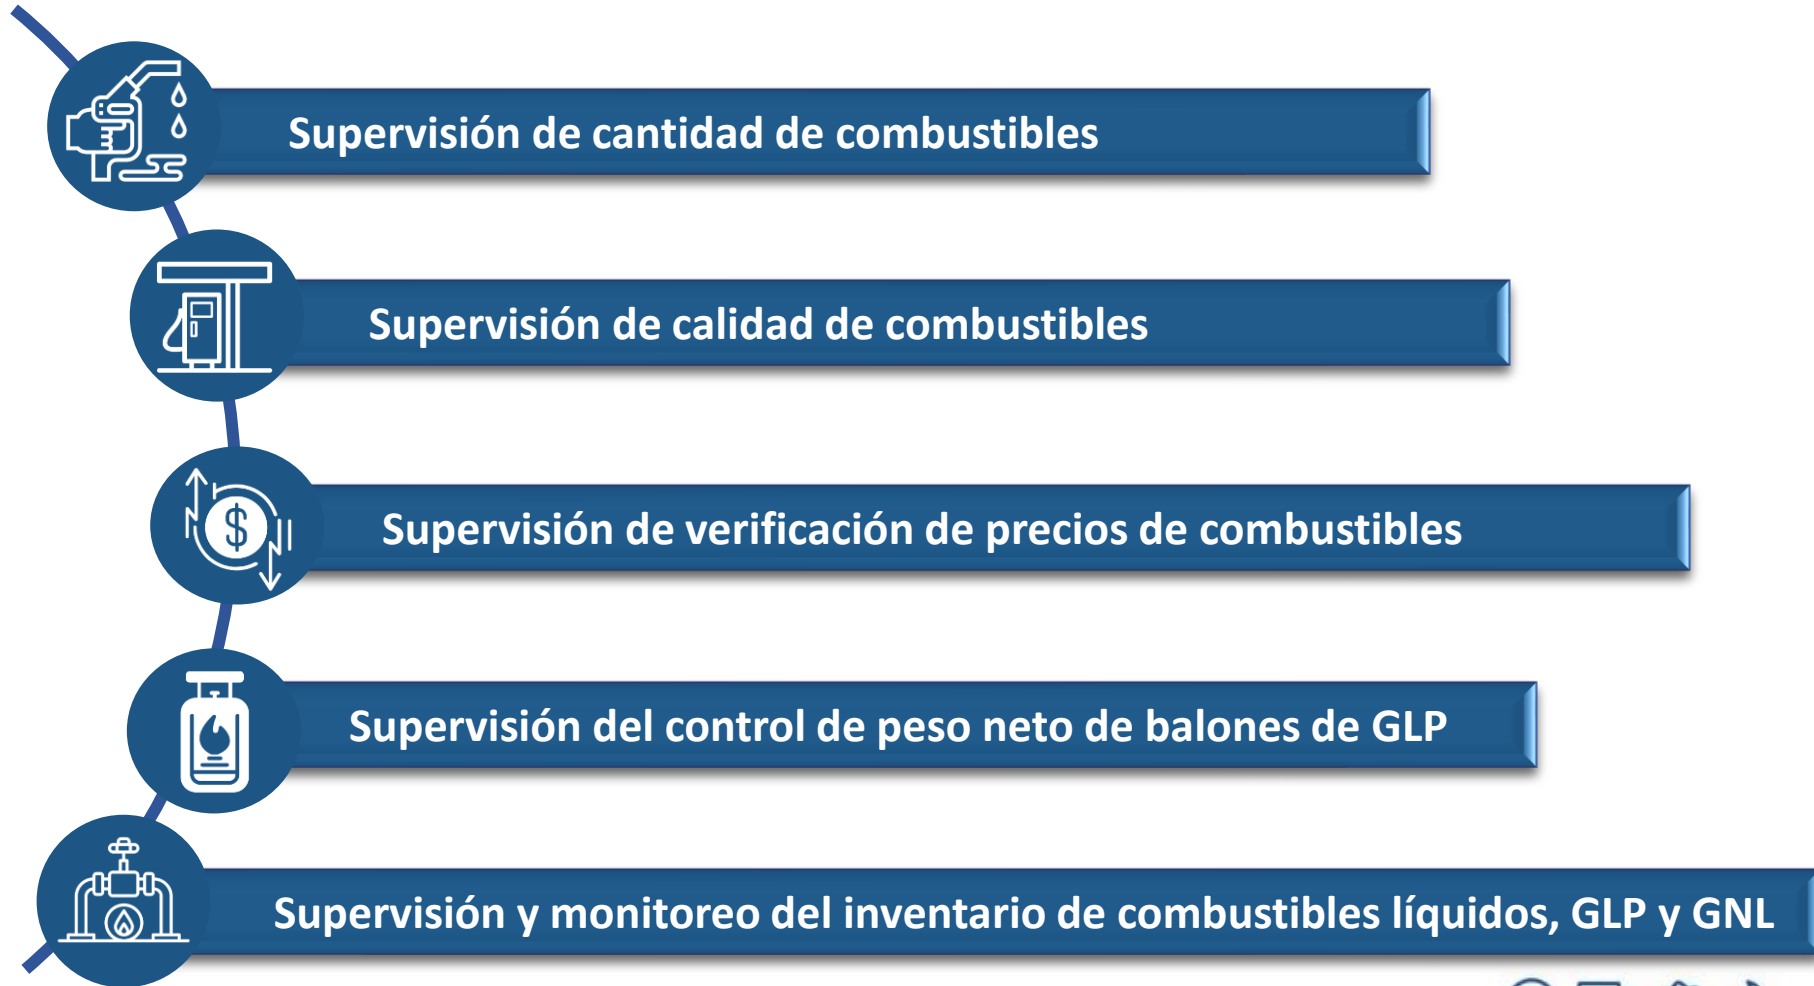 Supervisión de cantidad de combustibles
Supervisión de calidad de combustibles
$
Supervisión de verificación de precios de combustibles
Supervisión del control de peso neto de balones de GLP
Supervisión y monitoreo del inventario de combustibles líquidos, GLP y GNL